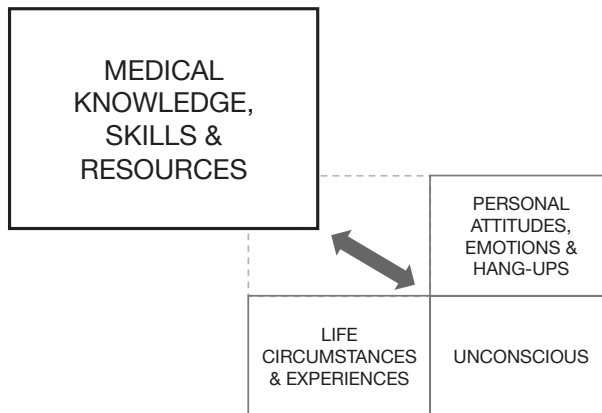 MEDICAL
KNOWLEDGE,
SKILLS &
RESOURCES
PERSONAL
ATTITUDES,
EMOTIONS &
HANG-UPS
LIFE
CIRCUMSTANCES
& EXPERIENCES
UNCONSCIOUS